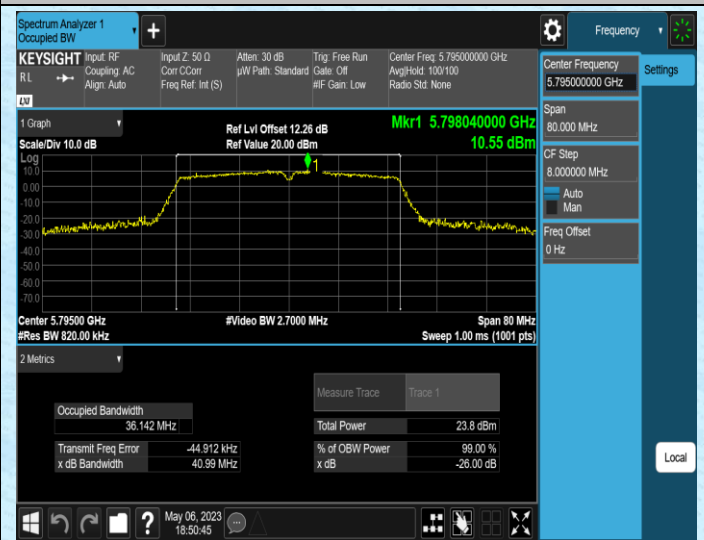 Spectrum Analyzer 1
Occupied BW
+
Frequency
KEYSIGHT
RL
LXI
Input: RF
Coupling: AC
Align: Auto
Input Z: 50 Ω
Corr CCorr
Freq Ref: Int (S)
Atten: 30 dB
µW Path: Standard
Trig: Free Run
Gate: Off
#IF Gain: Low
Center Freq: 5.795000000 GHz
Avg|Hold: 100/100
Radio Std: None
Center Frequency
5.795000000 GHz
Settings
Span
80.000 MHz
CF Step
8.000000 MHz
Auto
Man
Freq Offset
0 Hz
1 Graph
Scale/Div 10.0 dB
Ref Lvl Offset 12.26 dB
Ref Value 20.00 dBm
Mkr1 5.798040000 GHz
10.55 dBm
Log
10.0
0.00
-10.0
-20.0
-30.0
-40.0
-50.0
-60.0
-70.0
1
Center 5.79500 GHz
#Res BW 820.00 kHz
#Video BW 2.7000 MHz
Span 80 MHz
Sweep 1.00 ms (1001 pts)
2 Metrics
Measure Trace
Trace 1
Occupied Bandwidth
36.142 MHz
Total Power
23.8 dBm
Transmit Freq Error
-44.912 kHz
% of OBW Power
99.00 %
x dB Bandwidth
40.99 MHz
x dB
-26.00 dB
Local
?
May 06, 2023
18:50:45